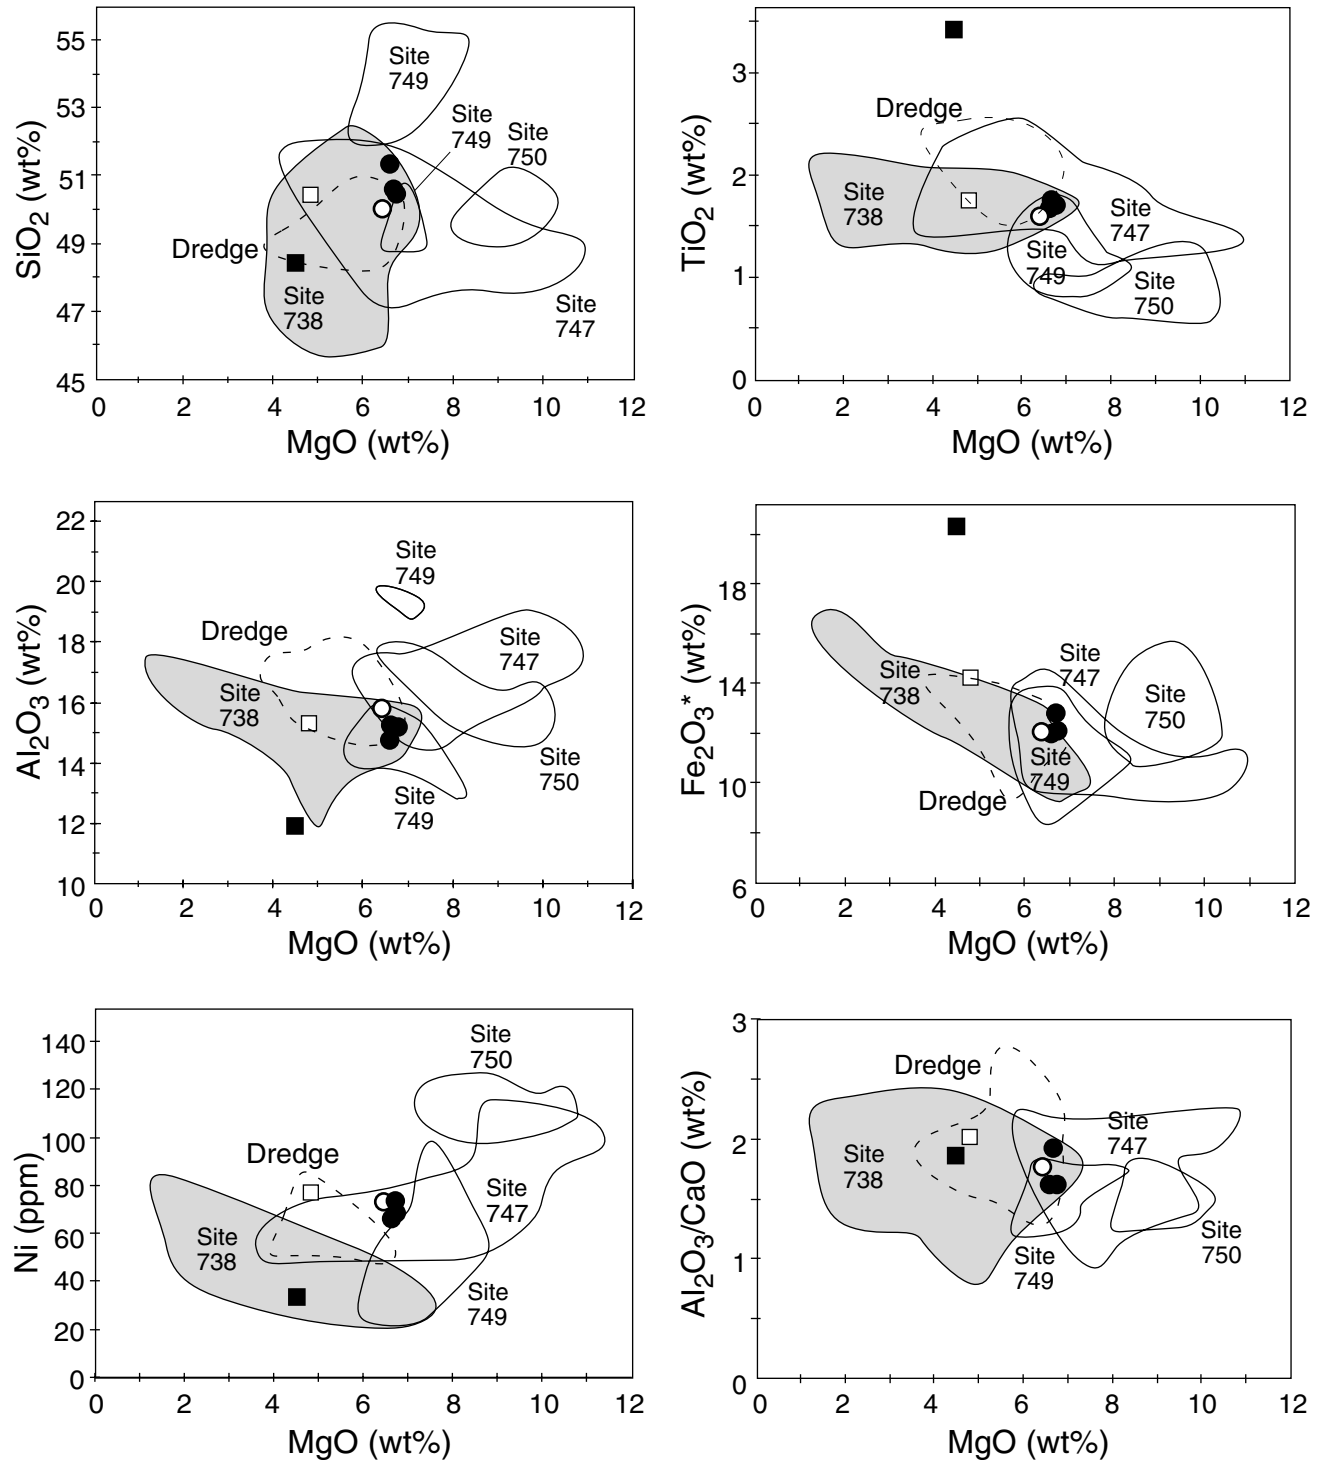 SiO2 (wt%)
55
53
51
49
47
45
Site
749
Site
749
Site
750
Dredge
Site
738
Site
747
0 2 4 6 8 10 12
MgO (wt%)
TiO2 (wt%)
3
2
1
0
Dredge
Site
738
Site
747
Site
749
Site
750
0 2 4 6 8 10 12
MgO (wt%)
Al2O3 (wt%)
22
20
18
16
14
12
10
Site
749
Dredge
Site
747
Site
738
Site
750
Site
749
0 2 4 6 8 10 12
MgO (wt%)
Fe2O3* (wt%)
18
14
10
6
Site
747
Site
738
Site
750
Site
749
Dredge
0 2 4 6 8 10 12
MgO (wt%)
Ni (ppm)
140
120
100
80
60
40
20
0
Site
750
Dredge
Site
747
Site
738
Site
749
0 2 4 6 8 10 12
MgO (wt%)
Al2O3/CaO (wt%)
3
2
1
0
Dredge
Site
747
Site
738
Site
750
Site
749
0 2 4 6 8 10 12
MgO (wt%)